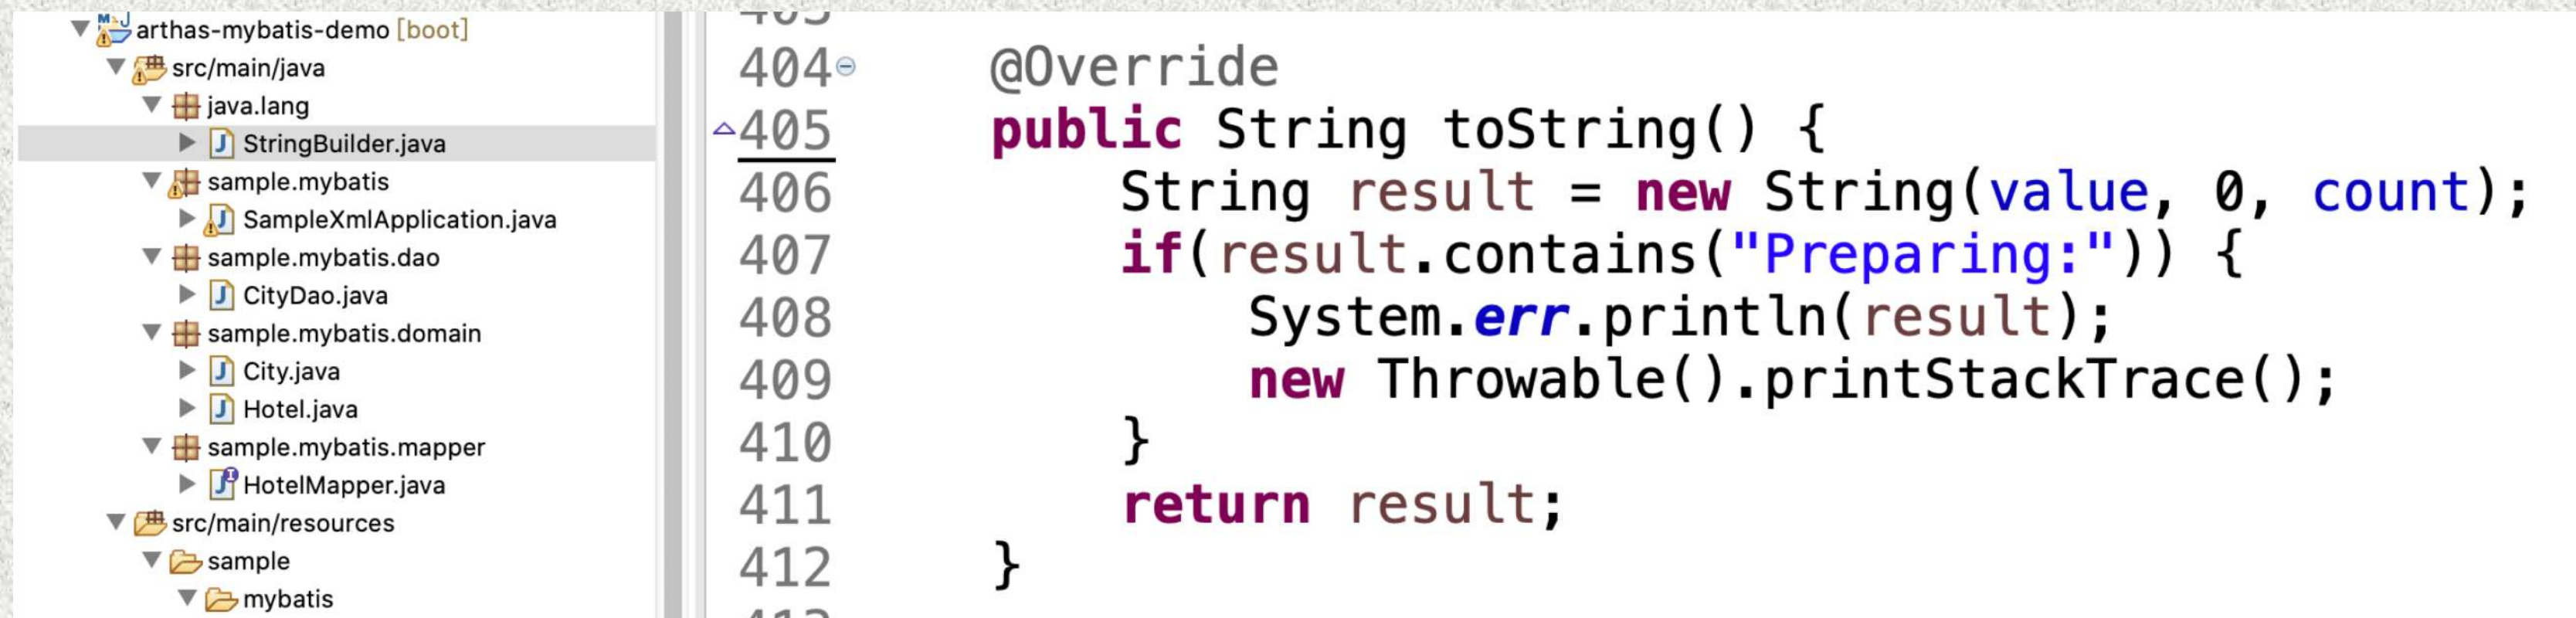 arthas-mybatis-demo [boot]
src/main/java
java.lang
StringBuilder.java
sample.mybatis
SampleXmlApplication.java
sample.mybatis.dao
CityDao.java
sample.mybatis.domain
City.java
Hotel.java
sample.mybatis.mapper
HotelMapper.java
src/main/resources
sample
mybatis
404 @Override
405 public String toString() {
406 String result = new String(value, 0, count);
407 if(result.contains("Preparing:")) {
408 System.err.println(result);
409 new Throwable().printStackTrace();
410 }
411 return result;
412 }